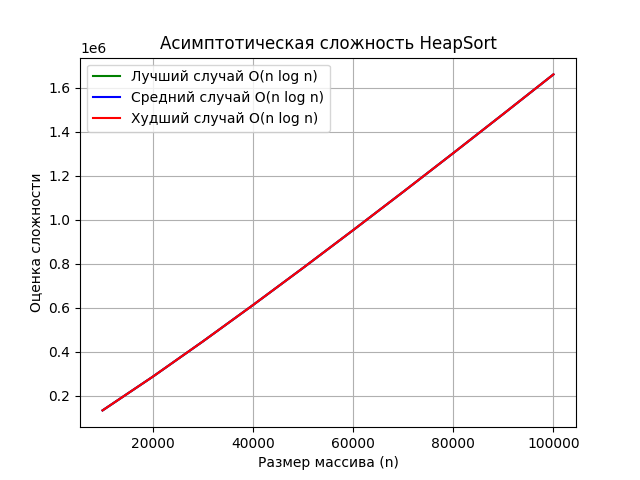 Асимптотическая сложность HeapSort
1e6
Лучший случай O(n log n)
Средний случай O(n log n)
Худший случай O(n log n)
Оценка сложности
1.6
1.4
1.2
1.0
0.8
0.6
0.4
0.2
20000 40000 60000 80000 100000
Размер массива (n)